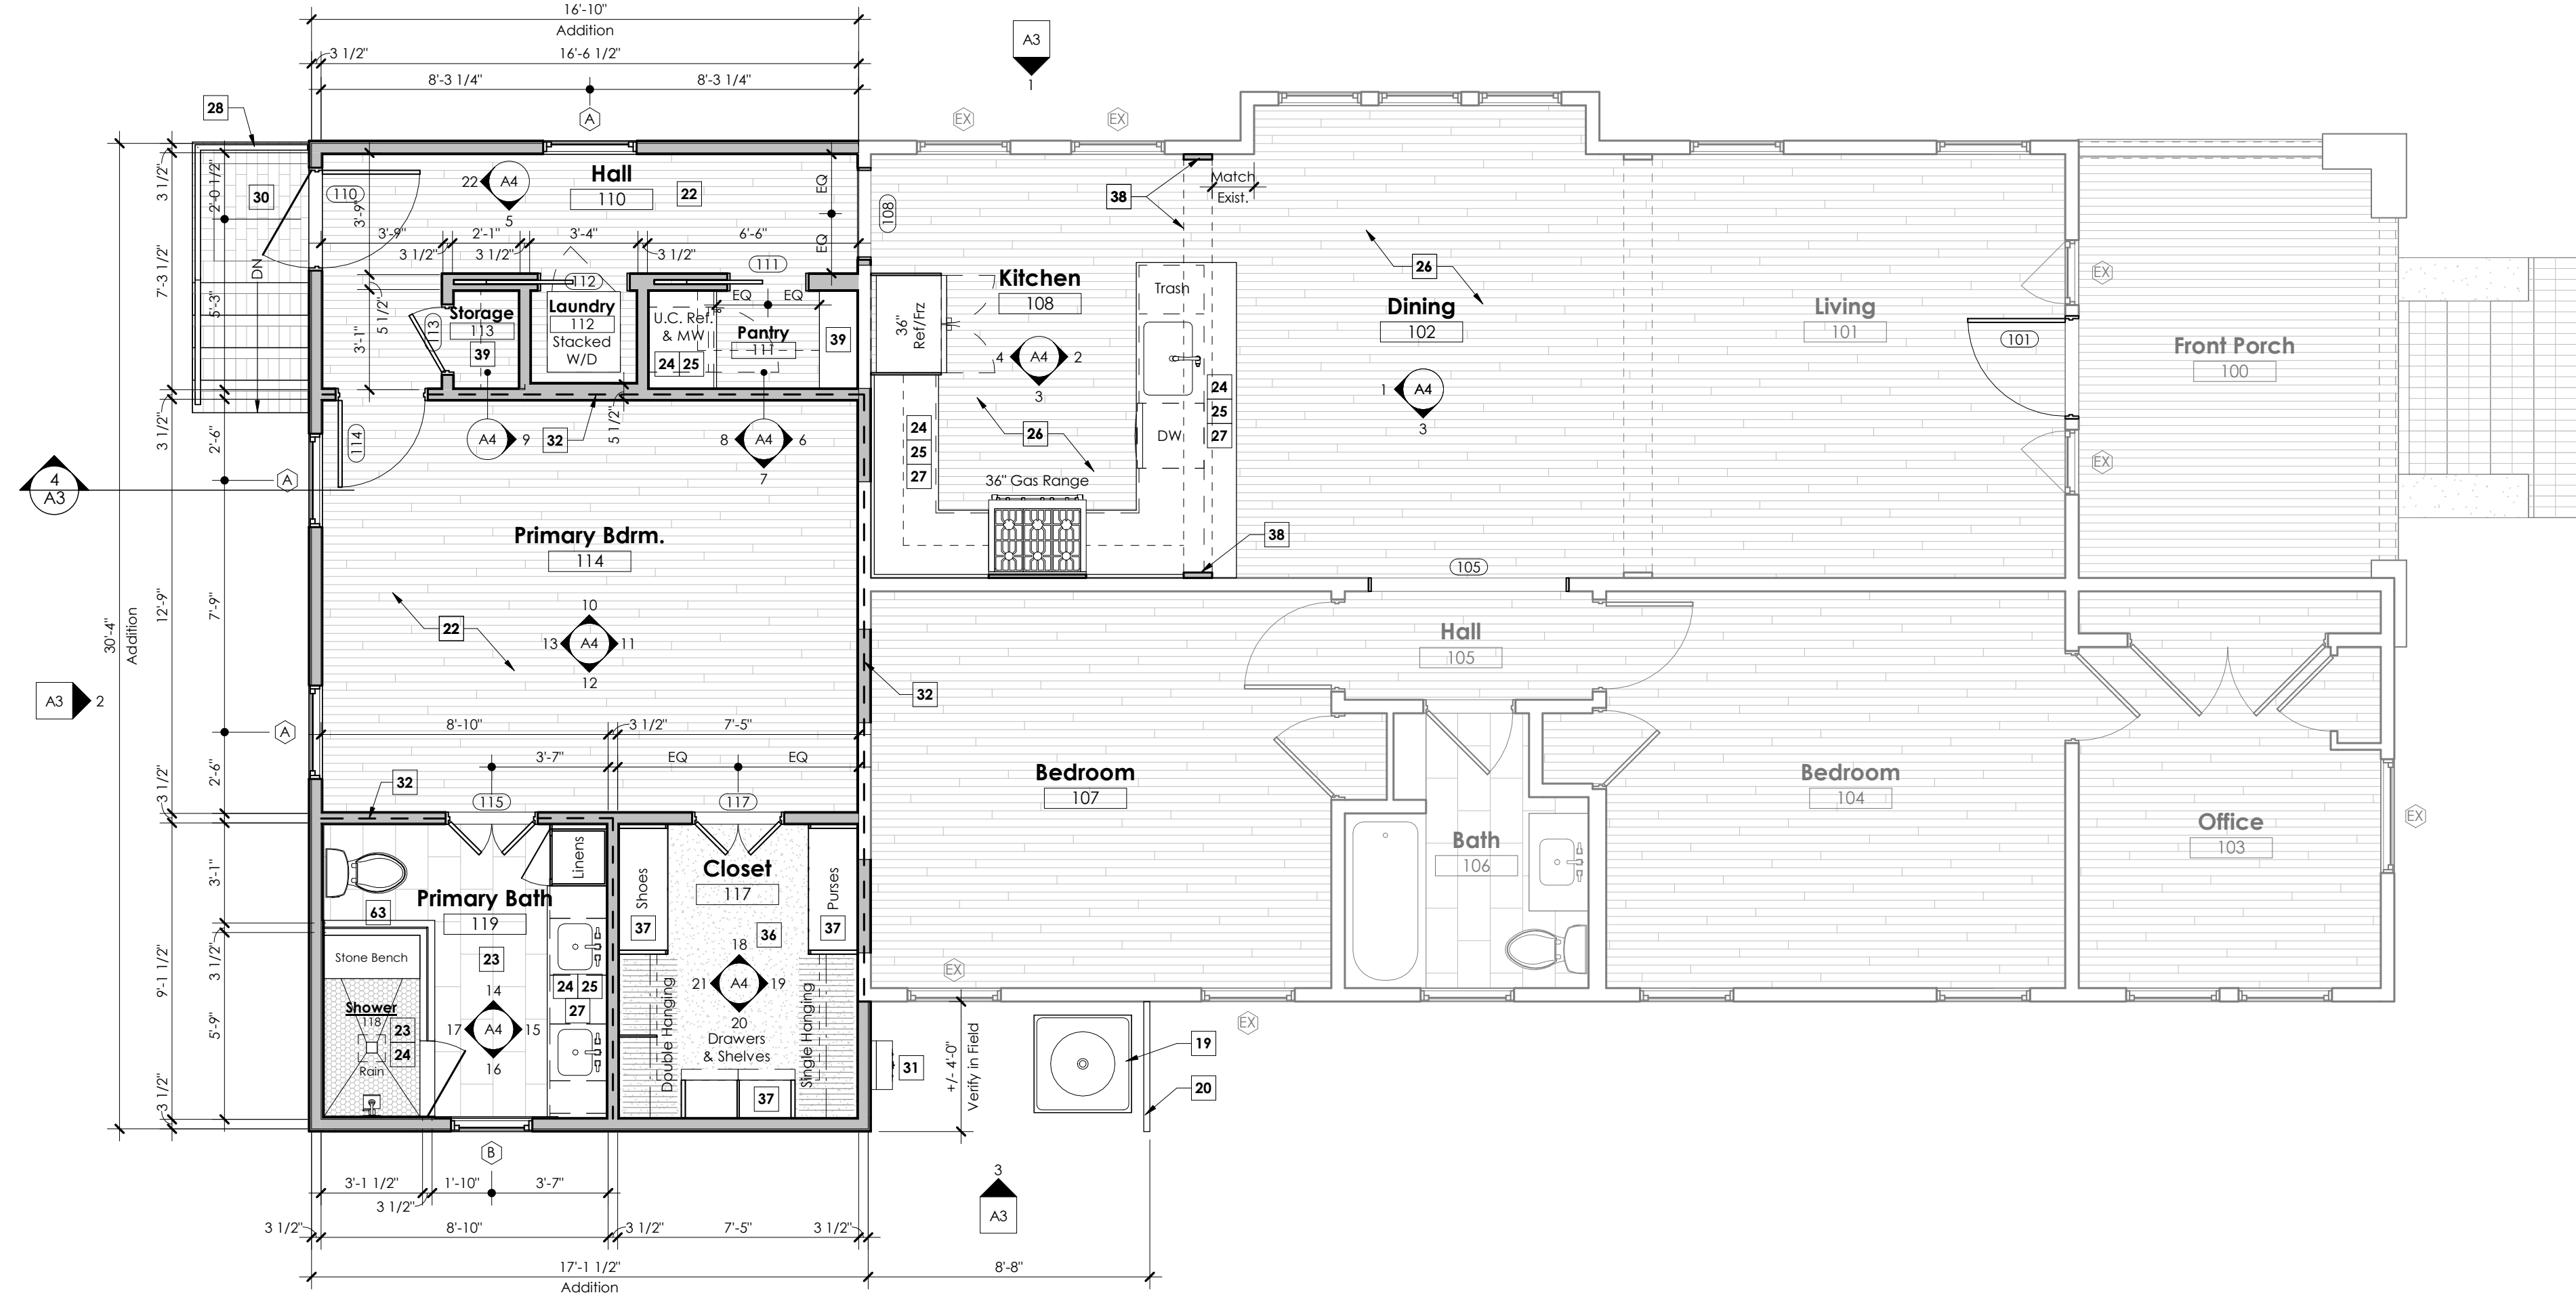 16'-10"
Addition
3 1/2"
16'-6 1/2"
8'-3 1/4"
8'-3 1/4"
A
A3
1
28
EX
EX
3 1/2"
2'-0 1/2"
30
110
22
A4
5
Hall
110
22
EQ
EQ
108
38
Match
Exist.
3'-9"
3'-9"
2'-1"
3'-4"
6'-6"
3 1/2"
3 1/2"
3 1/2"
DN
7'-3 1/2"
5'-3"
111
112
26
EX
Kitchen
108
Trash
Dining
102
Living
101
101
Front Porch
100
5 1/2"
3'-1"
113
Storage
113
39
Laundry
112
Stacked
W/D
EQ
EQ
U.C. Ref.
& MW
24
25
Pantry
111
39
36"
Ref/Frz
4
A4
2
3
1
A4
3
24
25
27
3 1/2"
2'-6"
114
A4
9
32
5 1/2"
8
A4
6
7
24
25
27
26
DW
EX
4
A3
A
36" Gas Range
Primary Bdrm.
114
38
105
30'-4"
Addition
12'-9"
7'-9"
22
10
13
A4
11
12
Hall
105
32
A3
2
A
8'-10"
3 1/2"
7'-5"
3'-7"
EQ
EQ
3 1/2"
2'-6"
32
115
117
Bedroom
107
Bedroom
104
EX
Office
103
Bath
106
3'-1"
Linens
Shoes
Closet
117
Purses
Primary Bath
119
63
37
36
37
23
9'-1 1/2"
3 1/2"
Stone Bench
18
21
A4
19
20
24
25
27
EX
EX
14
17
A4
15
16
Shower
118
23
24
Rain
5'-9"
Double Hanging
Drawers
& Shelves
Single Hanging
37
31
+/- 4'-0"
Verify in Field
19
20
3 1/2"
B
3'-1 1/2"
1'-10"
3'-7"
3 1/2"
3
A3
3 1/2"
8'-10"
3 1/2"
7'-5"
3 1/2"
17'-1 1/2"
Addition
8'-8"